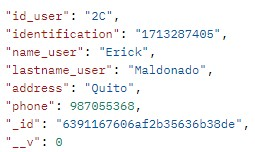 "id_user": "2C",
"identification": "1713287405",
"name_user": "Erick",
"lastname_user": "Maldonado",
"address": "Quito",
"phone": 987055368,
"_id": "6391167606af2b35636b38de",
"__v": 0